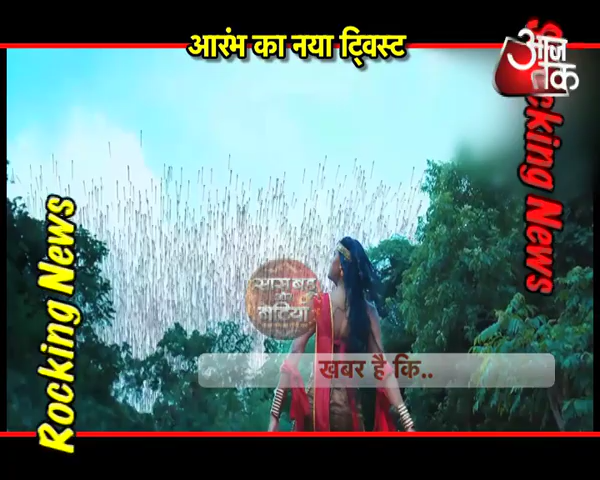 आरंभ का नया ट्विस्ट
आज
तक
Rocking News
Rocking News
सास बहू
और
बेटियां
खबर है कि..